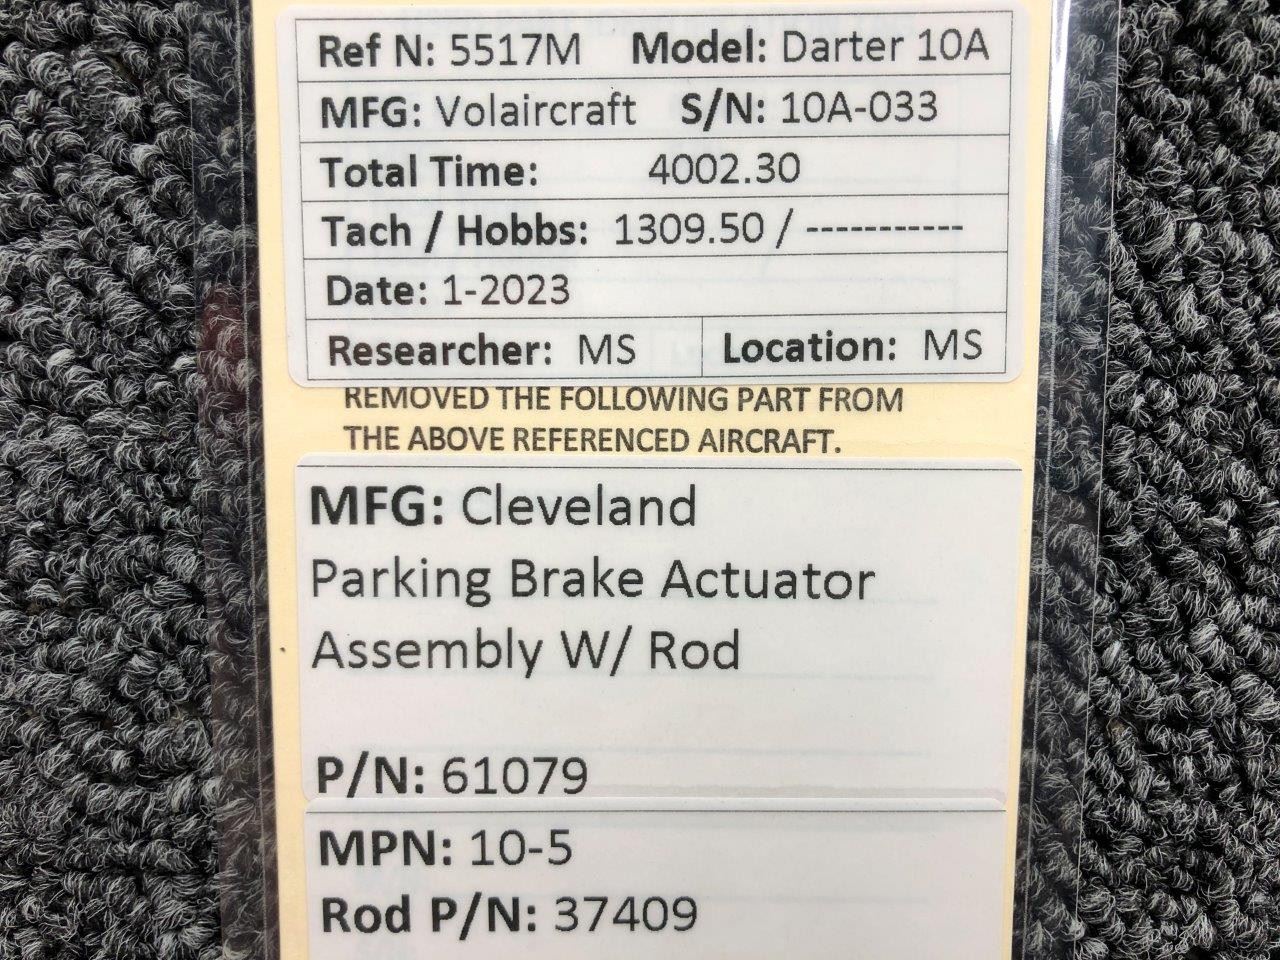 Ref N: 5517M Model: Darter 10A
MFG: Volaircraft S/N: 10A-033
Total Time: 4002.30
Tach / Hobbs: 1309.50 / -----------
Date: 1-2023
Researcher: MS Location: MS
REMOVED THE FOLLOWING PART FROM
THE ABOVE REFERENCED AIRCRAFT.
MFG: Cleveland
Parking Brake Actuator
Assembly W/ Rod
P/N: 61079
MPN: 10-5
Rod P/N: 37409